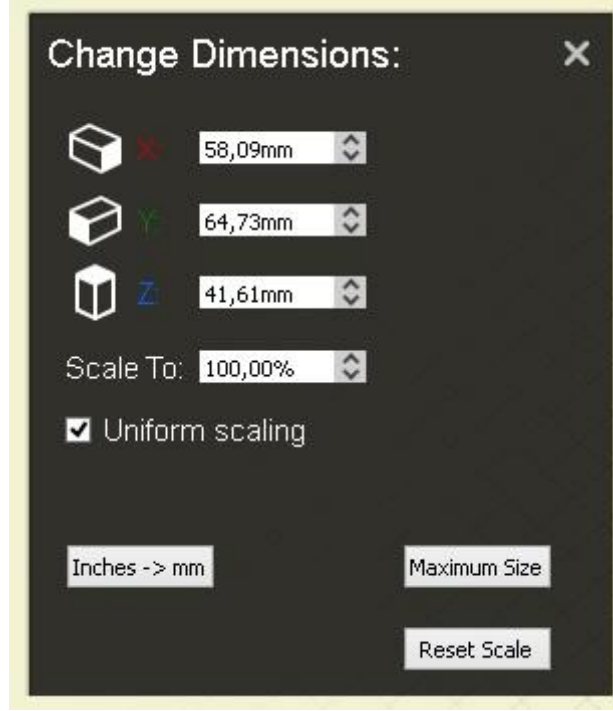 Change Dimensions:
X: 58,09mm
Y: 64,73mm
Z: 41,61mm
Scale To: 100,00%
Uniform scaling
Inches -> mm Maximum Size
Reset Scale